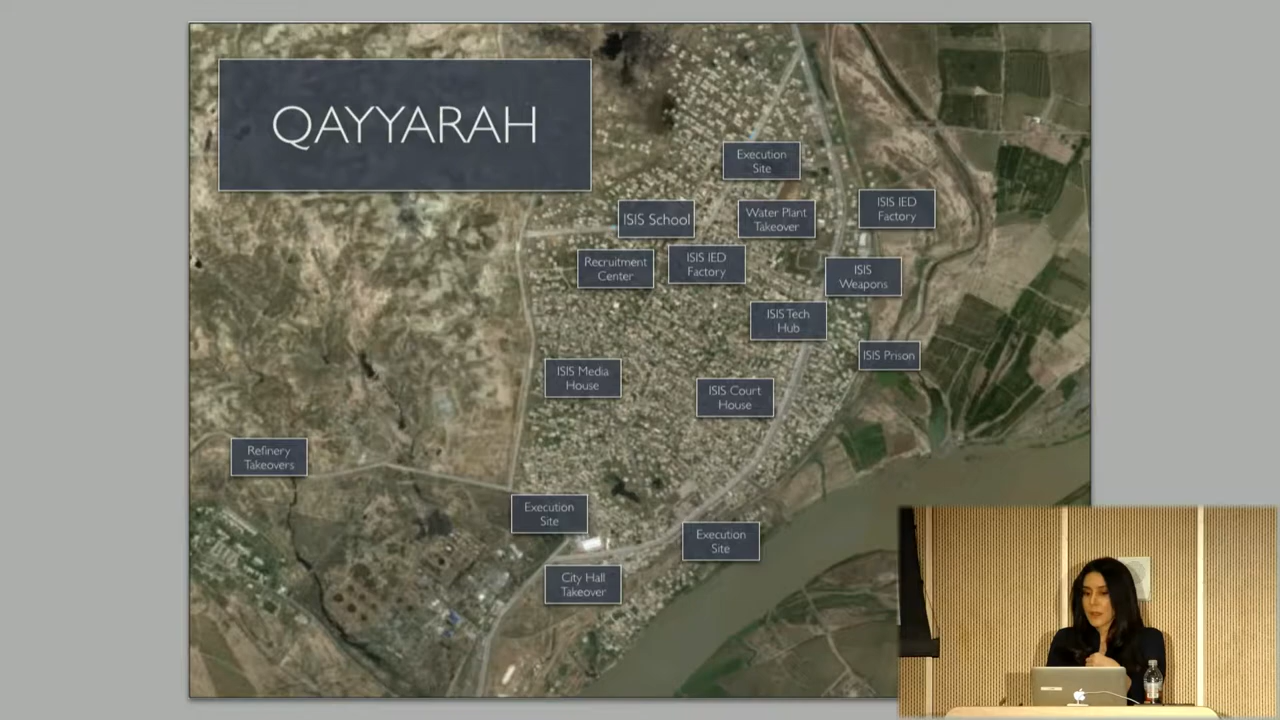 QAYYARAH
Execution
Site
ISIS School
Water Plant
Takeover
ISIS IED
Factory
Recruitment
Center
ISIS IED
Factory
ISIS
Weapons
ISIS Tech
Hub
ISIS Prison
ISIS Media
House
ISIS Court
House
Refinery
Takeovers
Execution
Site
Execution
Site
City Hall
Takeover